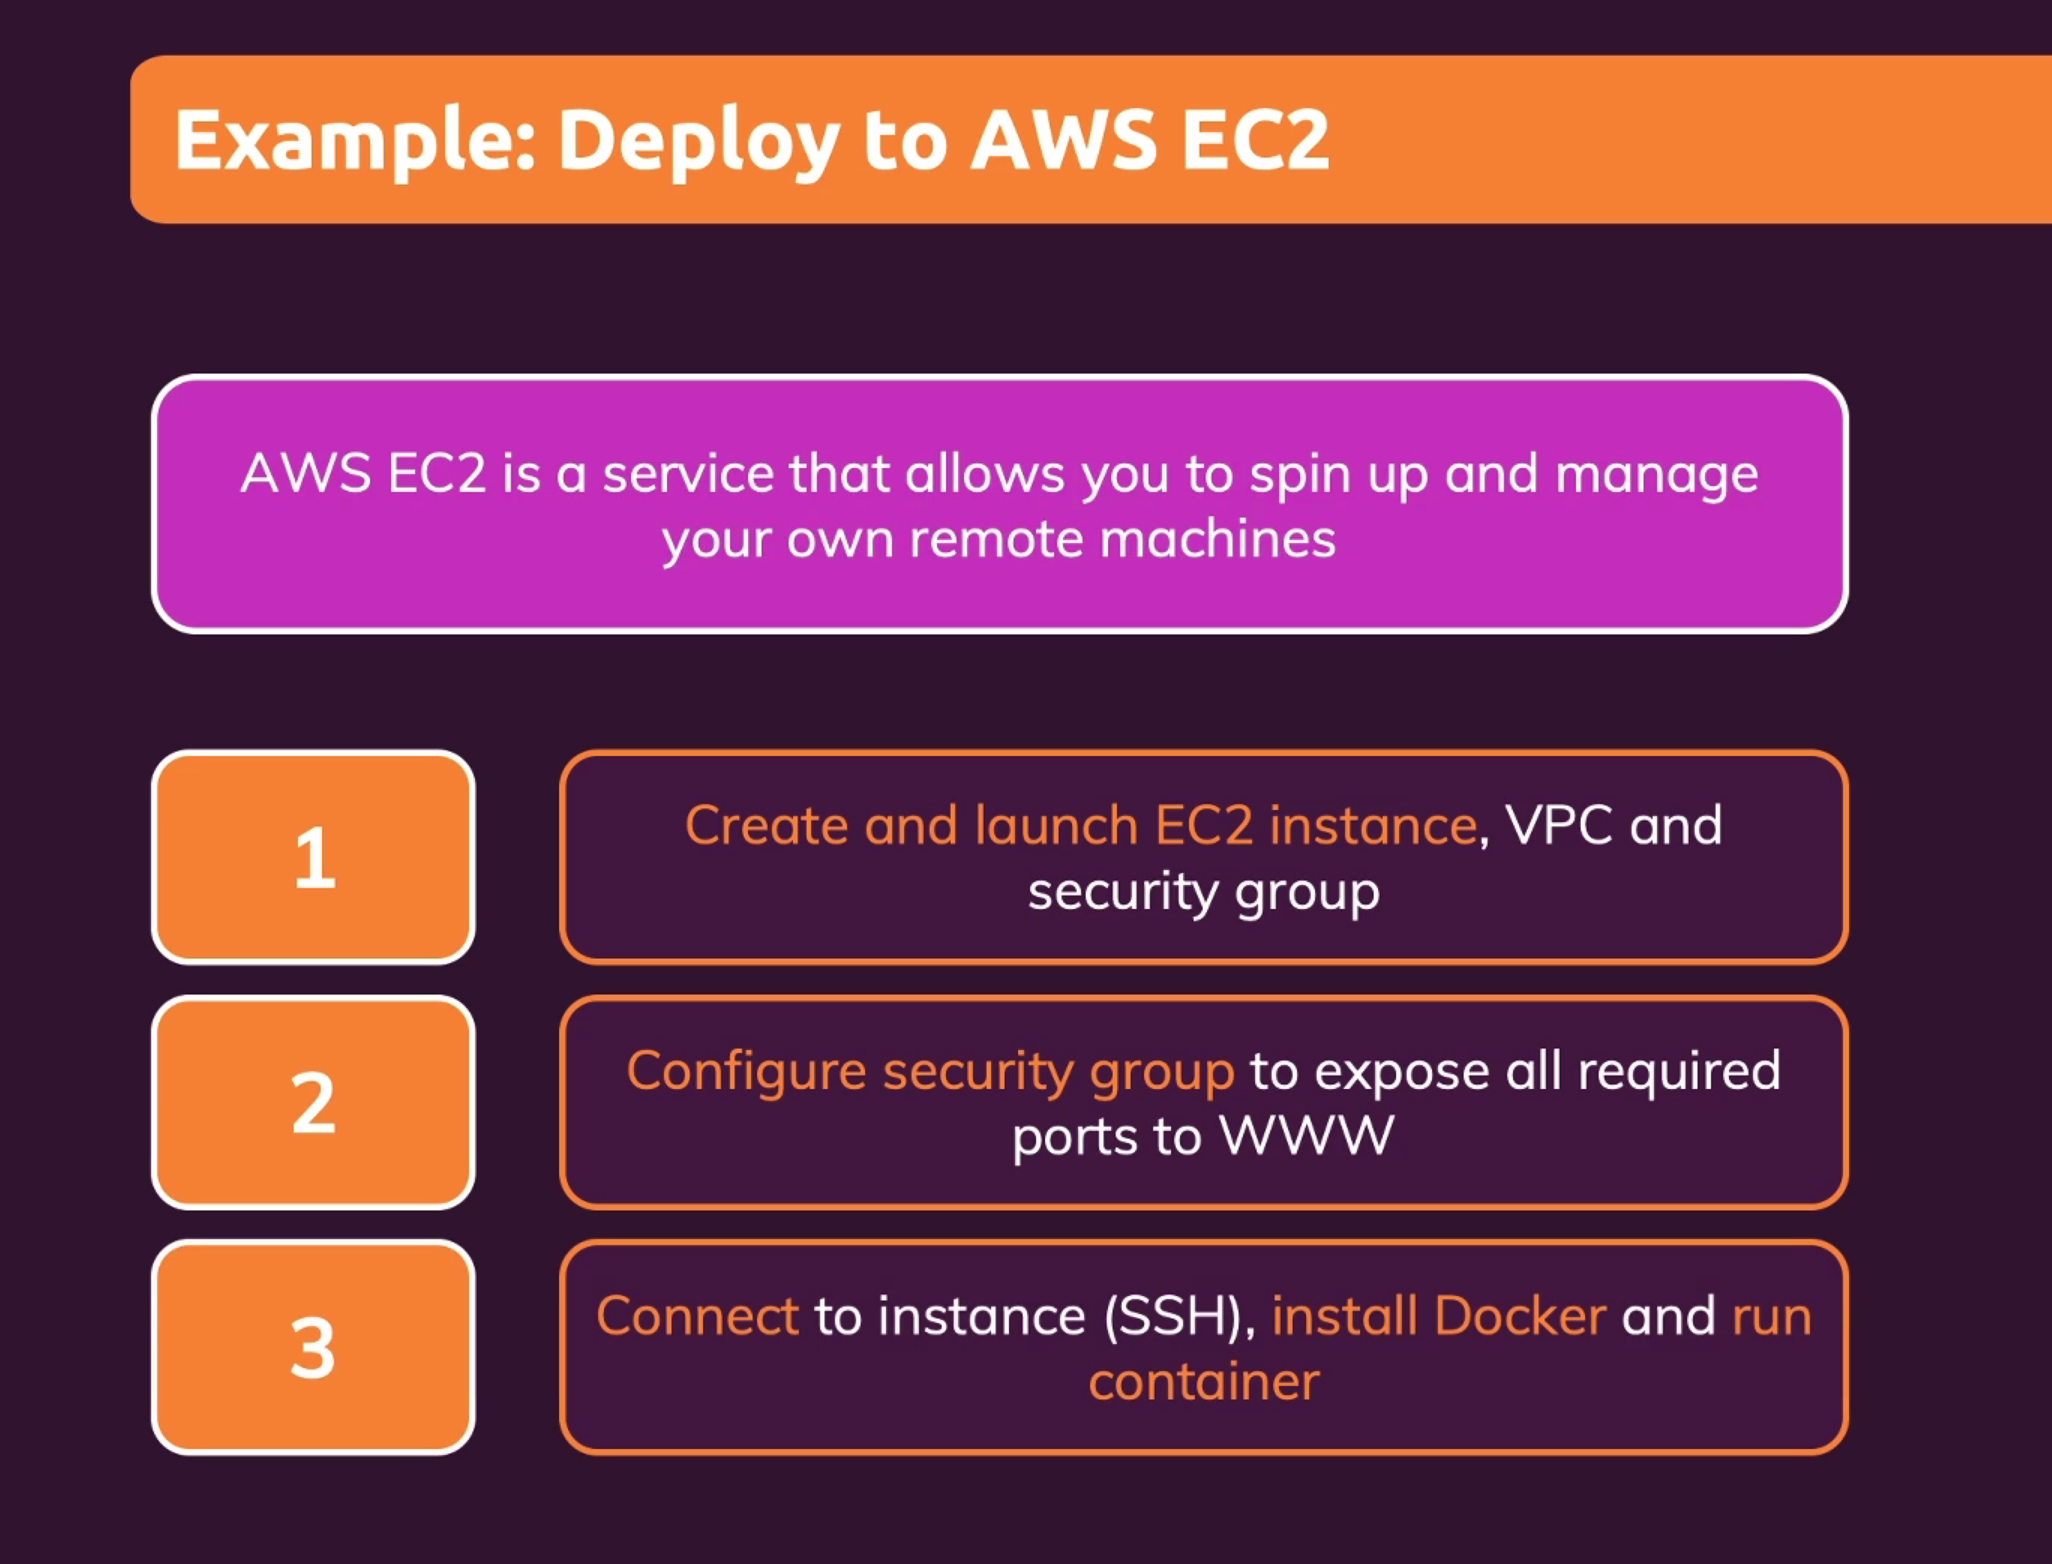 Example: Deploy to AWS EC2
AWS EC2 is a service that allows you to spin up and manage
your own remote machines
1
Create and launch EC2 instance, VPC and
security group
2
Configure security group to expose all required
ports to WWW
3
Connect to instance (SSH), install Docker and run
container